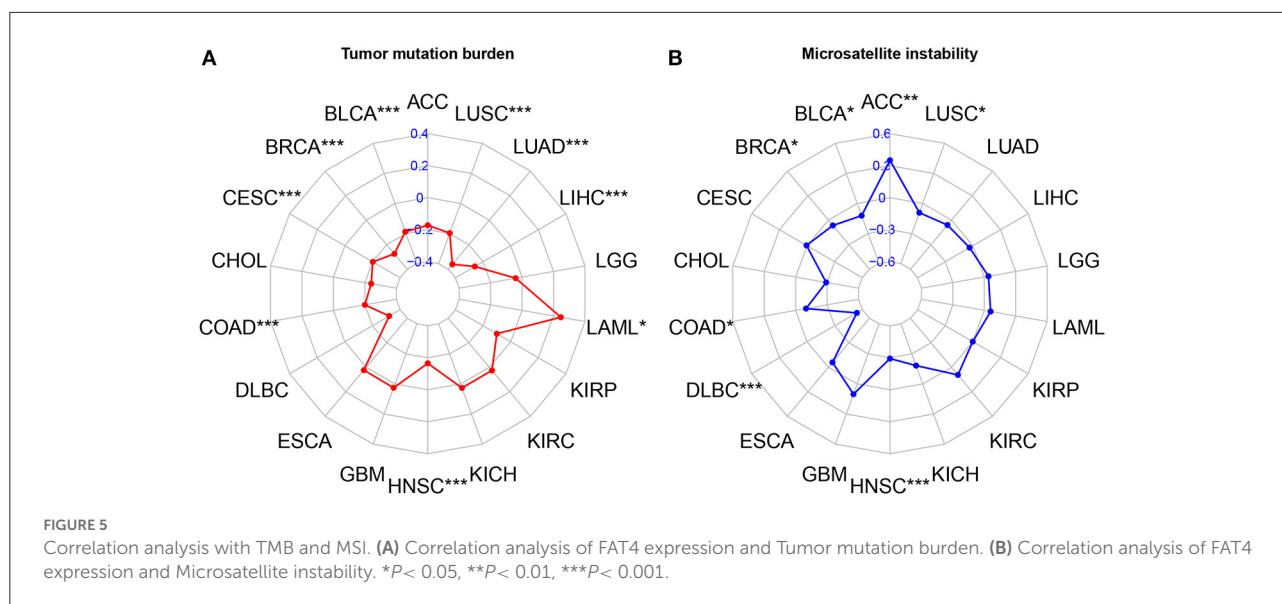 A
Tumor mutation burden
B
Microsatellite instability
ACC
LUSC***
LUAD***
LIHC***
LGG
LAML*
KIRP
KIRC
KICH
HNSC***
GBM
ESCA
DLBC
COAD***
CHOL
CESC***
BRCA***
BLCA***
0.4
0.2
0
−0.2
−0.4
ACC**
LUSC*
LUAD
LIHC
LGG
LAML
KIRP
KIRC
KICH
HNSC***
GBM
ESCA
DLBC***
COAD*
CHOL
CESC
BRCA*
BLCA*
0.6
0.3
0
−0.3
−0.6
FIGURE 5
Correlation analysis with TMB and MSI. (A) Correlation analysis of FAT4 expression and Tumor mutation burden. (B) Correlation analysis of FAT4
expression and Microsatellite instability. *P< 0.05, **P< 0.01, ***P< 0.001.